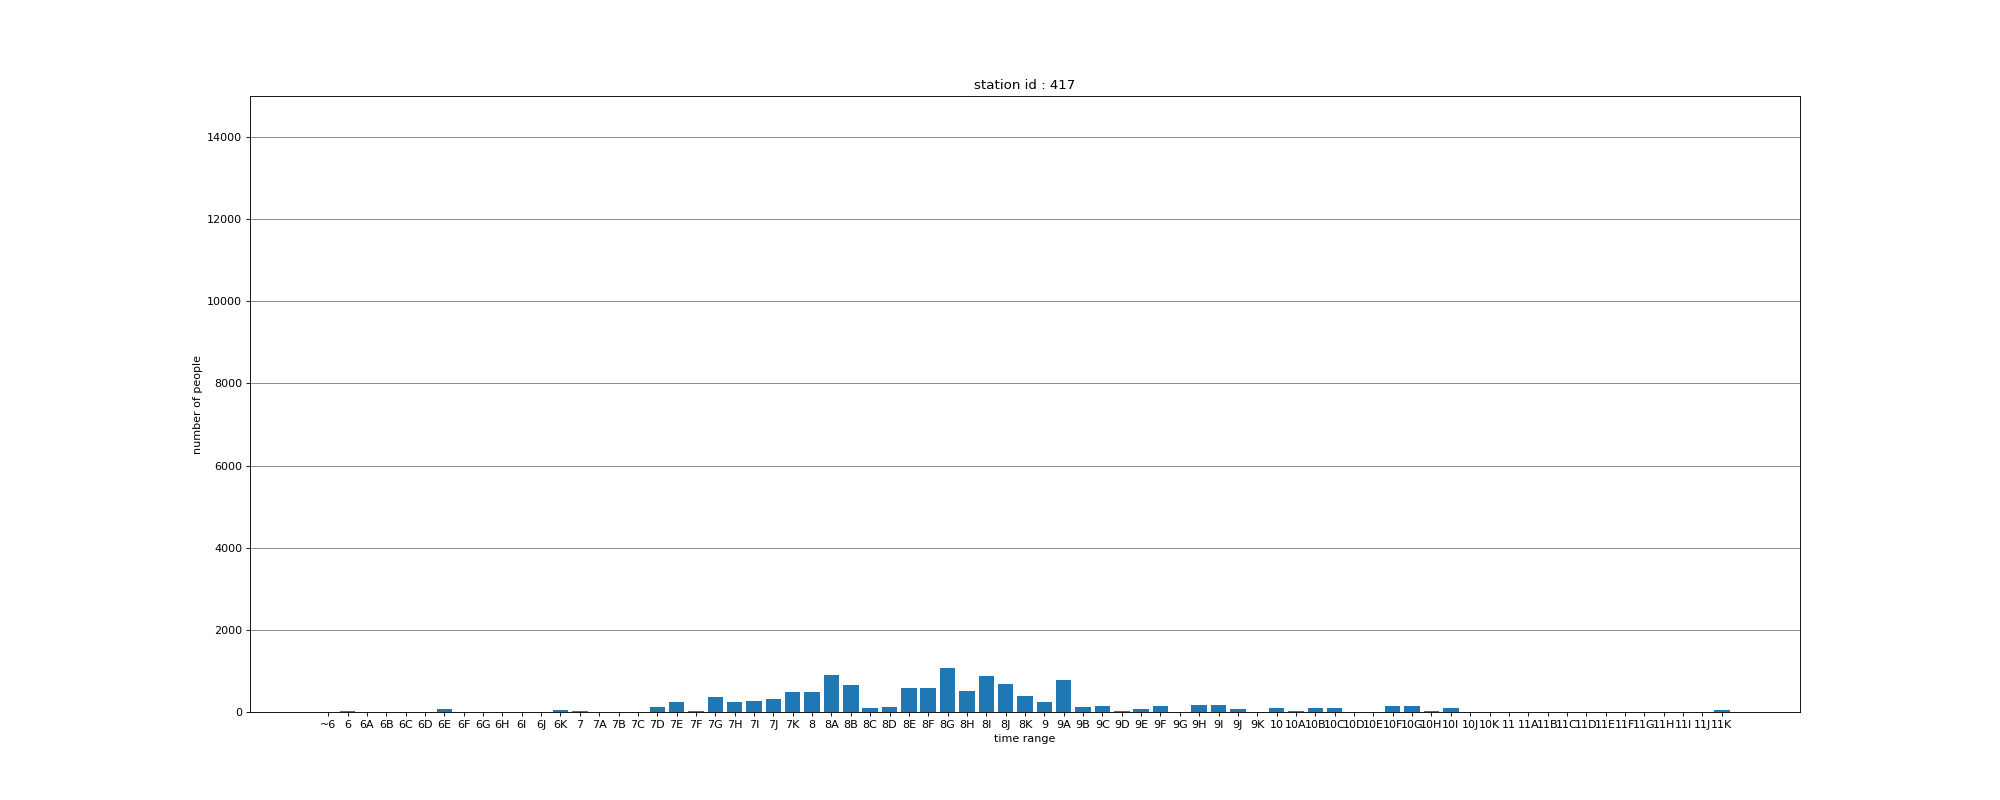 station id : 417
14000
12000
10000
8000
6000
4000
2000
0
number of people
~6 6 6A 6B 6C 6D 6E 6F 6G 6H 6I 6J 6K 7 7A 7B 7C 7D 7E 7F 7G 7H 7I 7J 7K 8 8A 8B 8C 8D 8E 8F 8G 8H 8I 8J 8K 9 9A 9B 9C 9D 9E 9F 9G 9H 9I 9J 9K 10 10A 10B 10C 10D 10E 10F 10G 10H 10I 10J 10K 11 11A 11B 11C 11D 11E 11F 11G 11H 11I 11J 11K
time range